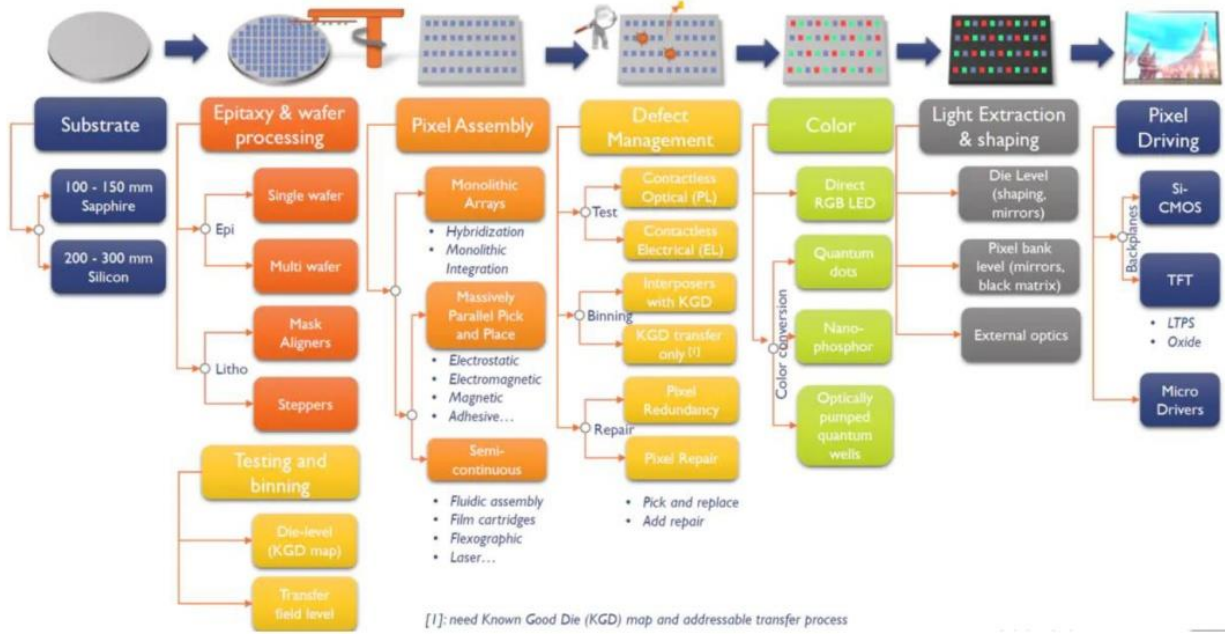 Substrate
100 - 150 mm
Sapphire
200 - 300 mm
Silicon
Epitaxy & wafer
processing
Epi
Single wafer
Multi wafer
Litho
Mask
Aligners
Steppers
Testing and
binning
Die-level
(KGD map)
Transfer
field level
Pixel Assembly
Monolithic
Arrays
• Hybridization
• Monolithic
Integration
Massively
Parallel Pick
and Place
• Electrostatic
• Electromagnetic
• Magnetic
• Adhesive…
Semi-
continuous
• Fluidic assembly
• Film cartridges
• Flexographic
• Laser…
Defect
Management
Test
Contactless
Optical (PL)
Contactless
Electrical (EL)
Binning
Interposers
with KGD
KGD transfer
only [1]
Repair
Pixel
Redundancy
Pixel Repair
• Pick and replace
• Add repair
Color
Direct
RGB LED
Color conversion
Quantum
dots
Nano-
phosphor
Optically
pumped
quantum
wells
Light Extraction
& shaping
Die Level
(shaping,
mirrors)
Pixel bank
level (mirrors,
black matrix)
External optics
Pixel
Driving
Backplanes
Si-
CMOS
TFT
• LTPS
• Oxide
Micro
Drivers
[1]: need Known Good Die (KGD) map and addressable transfer process